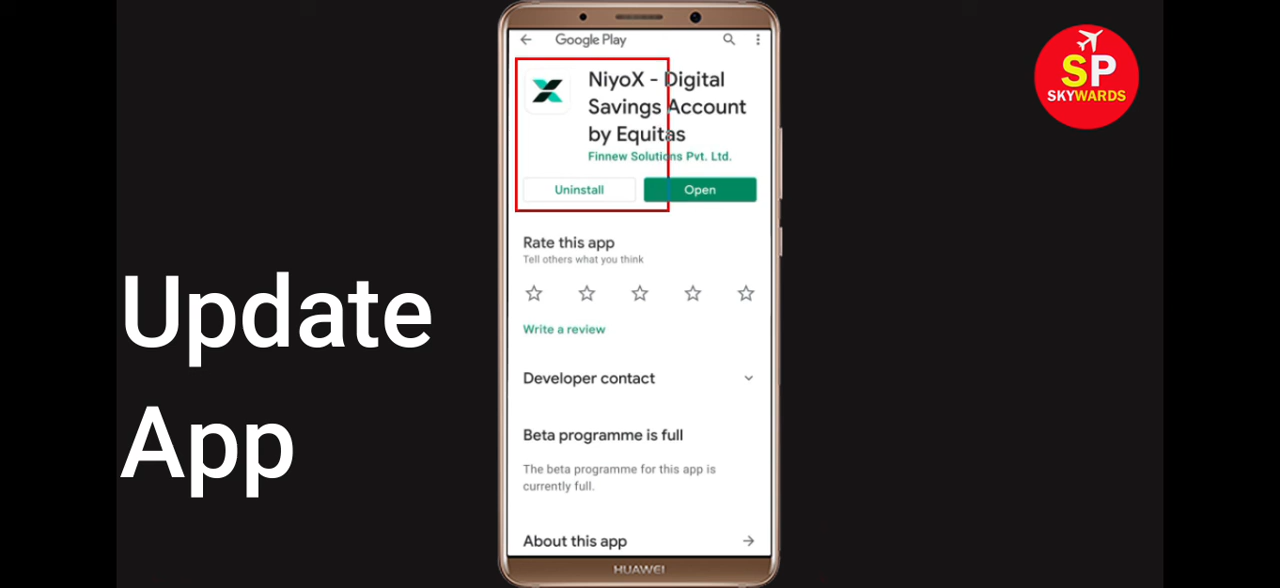 Google Play
NiyoX - Digital
Savings Account
by Equitas
Finnew Solutions Pvt. Ltd.
Uninstall
Open
Rate this app
Tell others what you think
Write a review
Developer contact
Beta programme is full
The beta programme for this app is
currently full.
About this app
HUAWEI
Update
App
SP
SKYWARDS